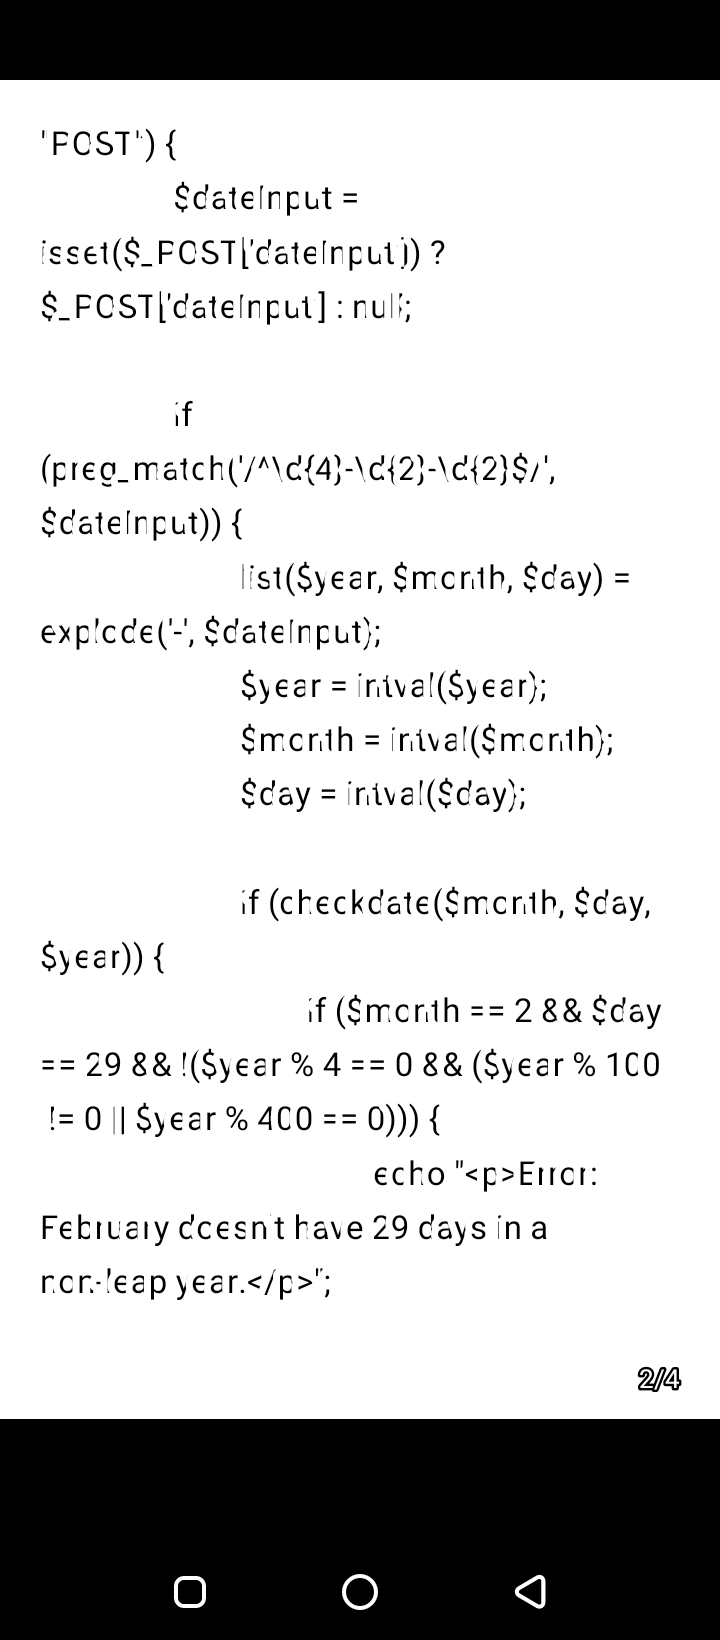 'POST') {
$dateInput =
isset($_POST['dateInput']) ?
$_POST['dateInput'] : null;
if
(preg_match('/^\d{4}-\d{2}-\d{2}$/',
$dateInput)) {
list($year, $month, $day) =
explode('-', $dateInput);
$year = intval($year);
$month = intval($month);
$day = intval($day);
if (checkdate($month, $day,
$year)) {
if ($month == 2 && $day
== 29 && !($year % 4 == 0 && ($year % 100
!= 0 || $year % 400 == 0))) {
echo "<p>Error:
February doesn't have 29 days in a
non-leap year.</p>";
2/4